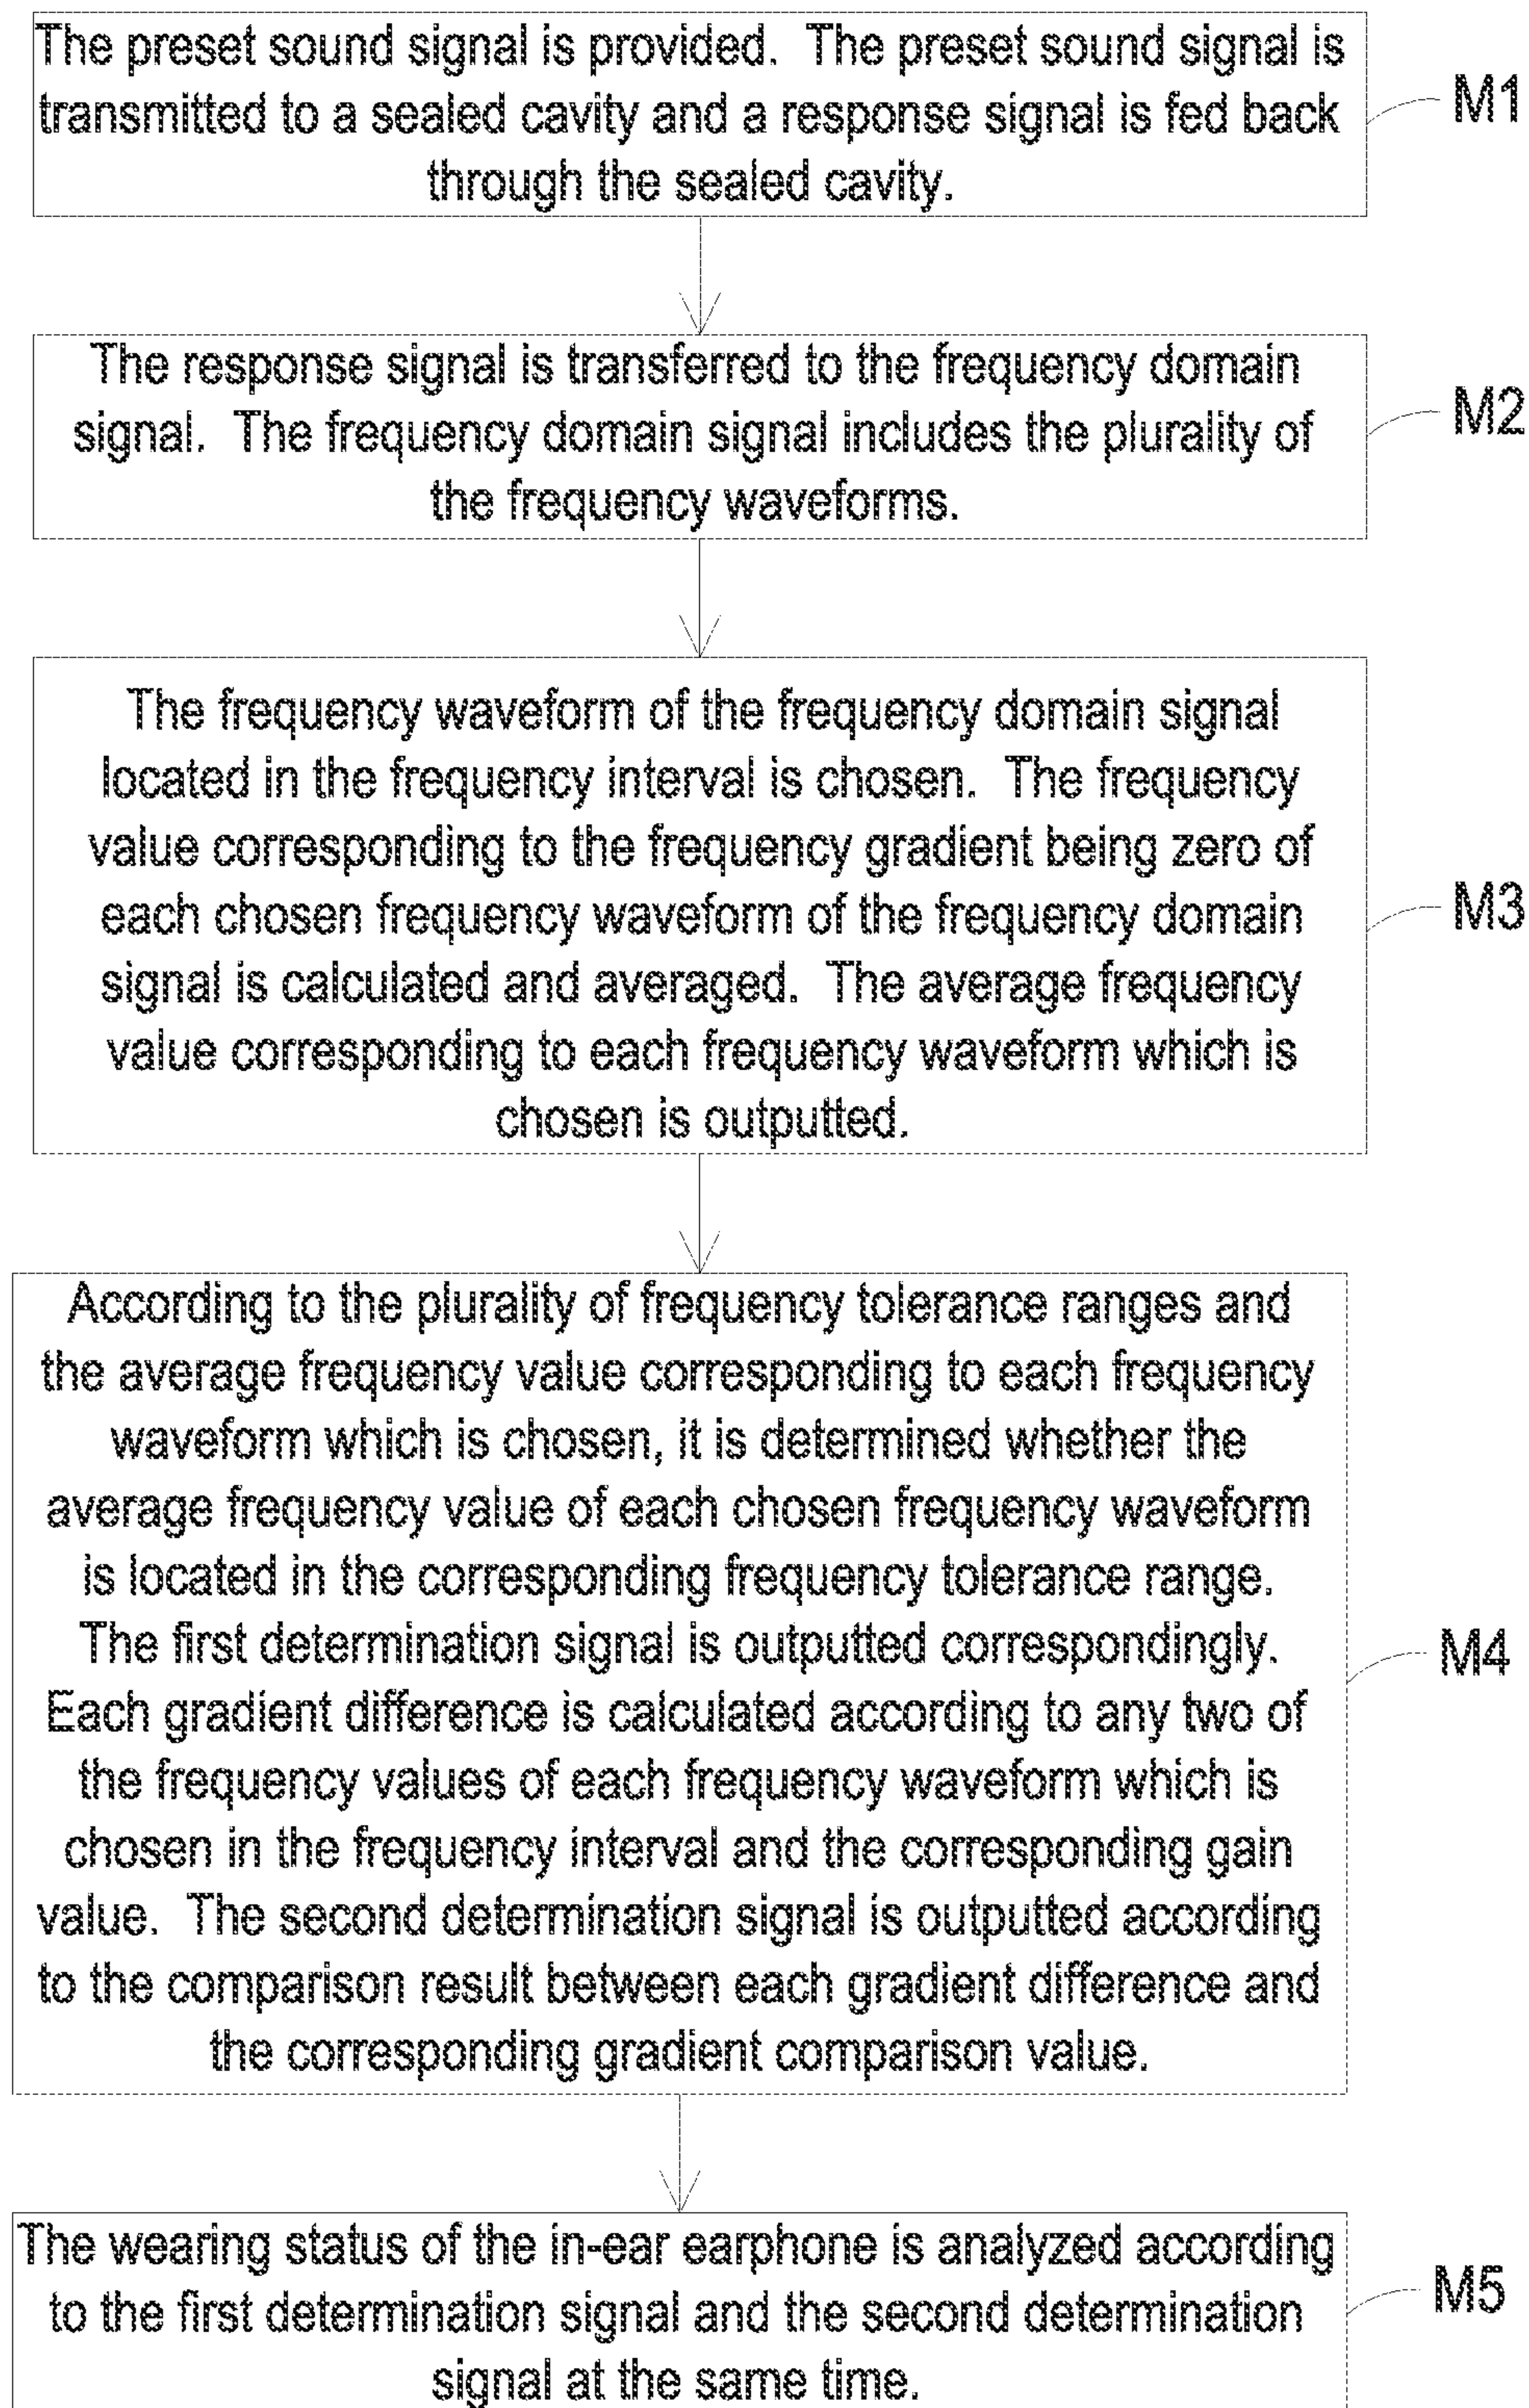 The preset sound signal is provided.  The preset sound signal is
transmitted to a sealed cavity and a response signal is fed back
through the sealed cavity.
M1
The response signal is transferred to the frequency domain
signal.  The frequency domain signal includes the plurality of
the frequency waveforms.
M2
The frequency waveform of the frequency domain signal
located in the frequency interval is chosen.  The frequency
value corresponding to the frequency gradient being zero of
each chosen frequency waveform of the frequency domain
signal is calculated and averaged.  The average frequency
value corresponding to each frequency waveform which is
chosen is outputted.
M3
According to the plurality of frequency tolerance ranges and
the average frequency value corresponding to each frequency
waveform which is chosen, it is determined whether the
average frequency value of each chosen frequency waveform
is located in the corresponding frequency tolerance range.
The first determination signal is outputted correspondingly.
Each gradient difference is calculated according to any two of
the frequency values of each frequency waveform which is
chosen in the frequency interval and the corresponding gain
value.  The second determination signal is outputted according
to the comparison result between each gradient difference and
the corresponding gradient comparison value.
M4
The wearing status of the in-ear earphone is analyzed according
to the first determination signal and the second determination
signal at the same time.
M5